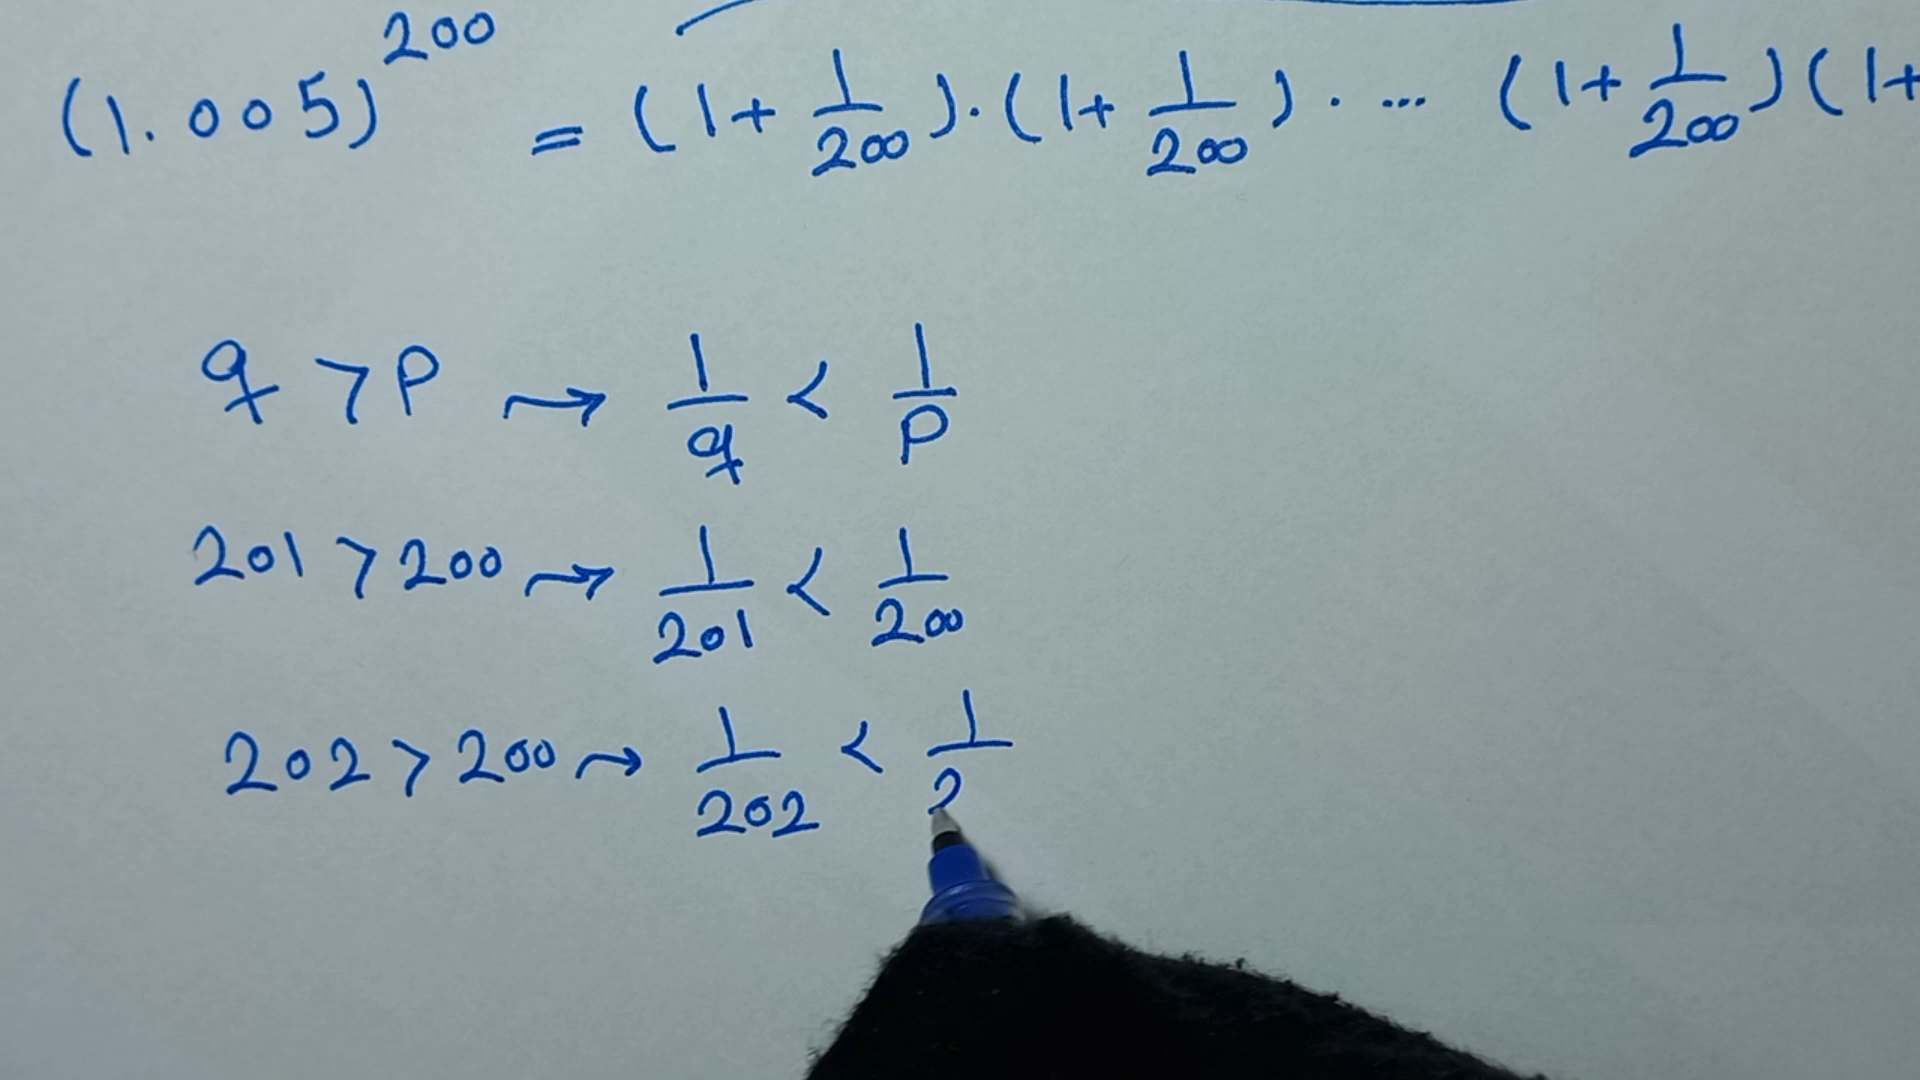 (1.005)^200 = (1+1/200).(1+1/200). ... (1+1/200)(1+
q > p → 1/q < 1/p
201 > 200 → 1/201 < 1/200
202 > 200 → 1/202 < 1/2